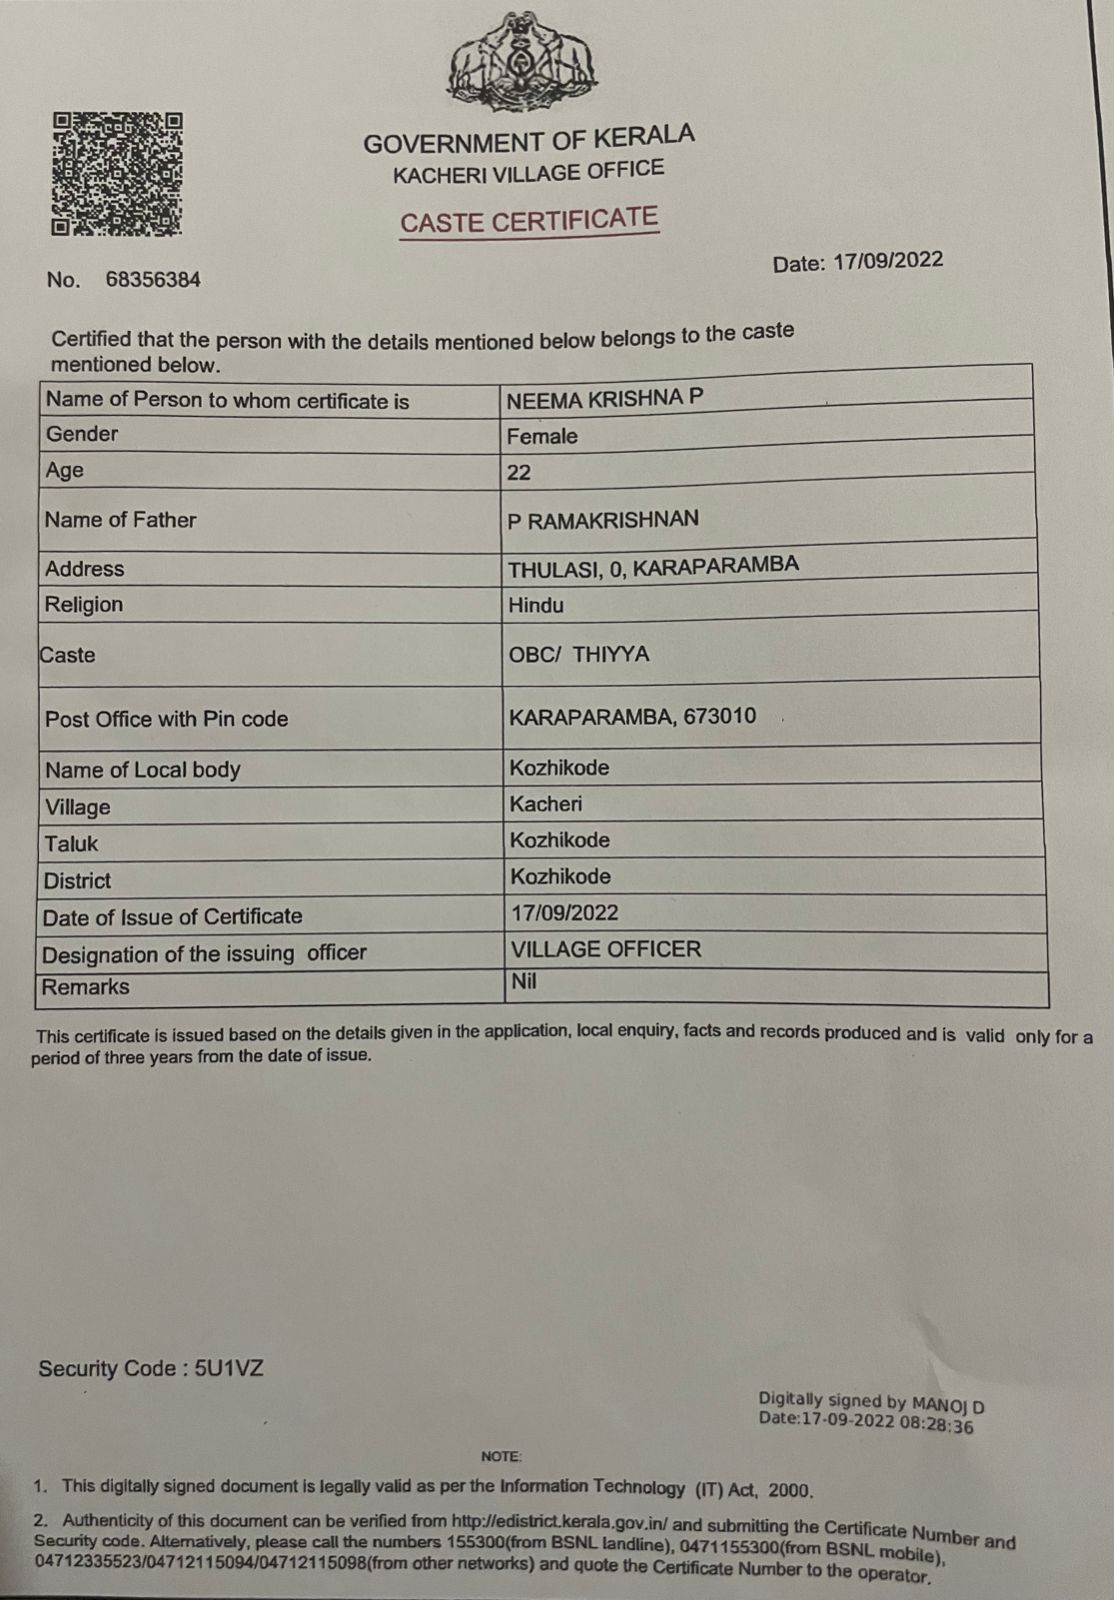 GOVERNMENT OF KERALA
KACHERI VILLAGE OFFICE
CASTE CERTIFICATE
No. 68356384
Date: 17/09/2022
Certified that the person with the details mentioned below belongs to the caste
mentioned below.
Name of Person to whom certificate is NEEMA KRISHNA P
Gender Female
Age 22
Name of Father P RAMAKRISHNAN
Address THULASI, 0, KARAPARAMBA
Religion Hindu
Caste OBC/ THIYYA
Post Office with Pin code KARAPARAMBA, 673010
Name of Local body Kozhikode
Village Kacheri
Taluk Kozhikode
District Kozhikode
Date of Issue of Certificate 17/09/2022
Designation of the issuing officer VILLAGE OFFICER
Remarks Nil
This certificate is issued based on the details given in the application, local enquiry, facts and records produced and is valid only for a
period of three years from the date of issue.
Security Code : 5U1VZ
Digitally signed by MANOJ D
Date:17-09-2022 08:28:36
NOTE:
1. This digitally signed document is legally valid as per the Information Technology (IT) Act, 2000.
2. Authenticity of this document can be verified from http://edistrict.kerala.gov.in/ and submitting the Certificate Number and
Security code. Alternatively, please call the numbers 155300(from BSNL landline), 0471155300(from BSNL mobile),
04712335523/04712115094/04712115098(from other networks) and quote the Certificate Number to the operator.